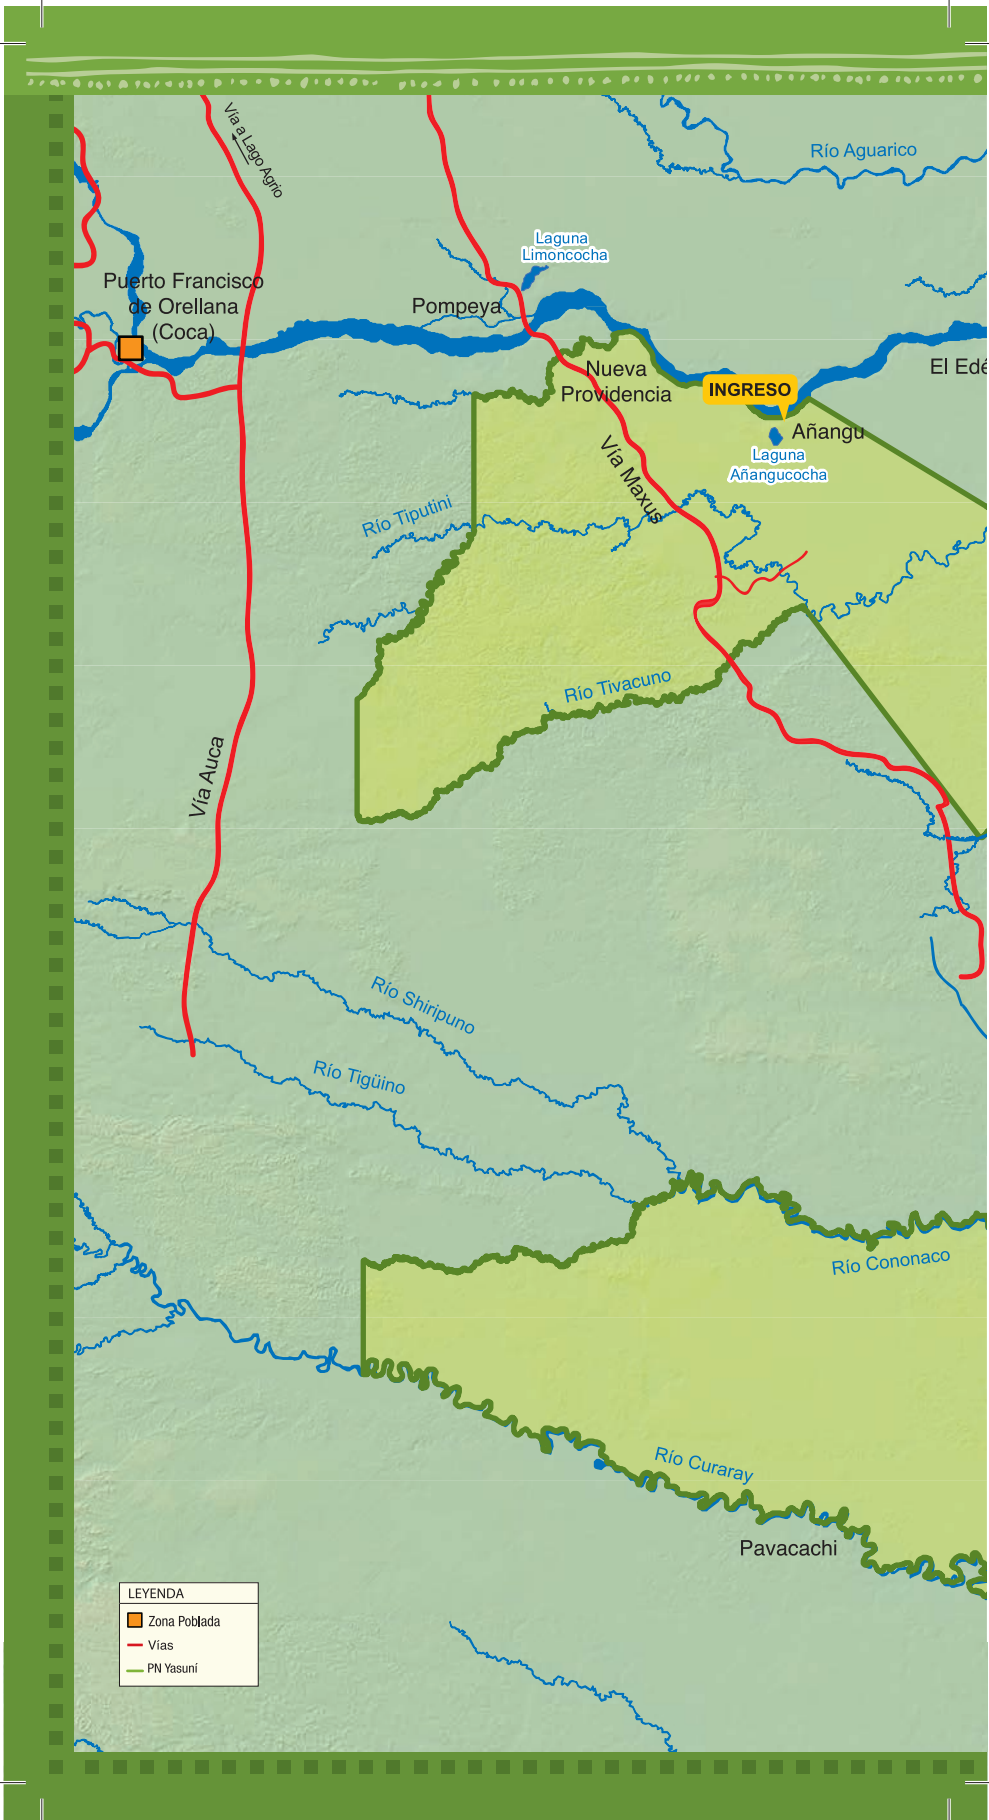 Vía a Lago Agrio
Río Aguarico
Laguna
Limoncocha
Puerto Francisco
de Orellana
(Coca)
Pompeya
El Edé
Nueva
Providencia
INGRESO
Añangu
Laguna
Añangucocha
Vía Maxus
Río Tiputini
Río Tivacuno
Vía Auca
Río Shiripuno
Río Tigüino
Río Cononaco
Río Curaray
Pavacachi
LEYENDA
Zona Poblada
Vías
PN Yasuní